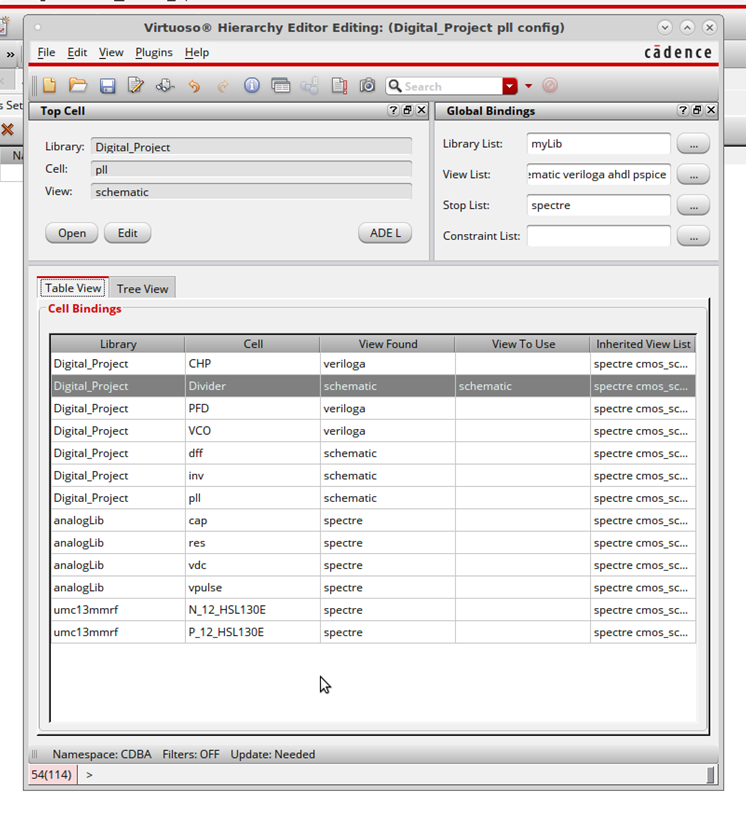 Virtuoso® Hierarchy Editor Editing: (Digital_Project pll config)
File Edit View Plugins Help
cādence
»
Search
s Set
Top Cell
Library: Digital_Project
Cell: pll
View: schematic
Open Edit ADE L
Global Bindings
Library List: myLib ...
View List: ematic veriloga ahdl pspice ...
Stop List: spectre ...
Constraint List: ...
Na
Table View Tree View
Cell Bindings
Library Cell View Found View To Use Inherited View List
Digital_Project CHP veriloga spectre cmos_sc...
Digital_Project Divider schematic schematic spectre cmos_sc...
Digital_Project PFD veriloga spectre cmos_sc...
Digital_Project VCO veriloga spectre cmos_sc...
Digital_Project dff schematic spectre cmos_sc...
Digital_Project inv schematic spectre cmos_sc...
Digital_Project pll schematic spectre cmos_sc...
analogLib cap spectre spectre cmos_sc...
analogLib res spectre spectre cmos_sc...
analogLib vdc spectre spectre cmos_sc...
analogLib vpulse spectre spectre cmos_sc...
umc13mmrf N_12_HSL130E spectre spectre cmos_sc...
umc13mmrf P_12_HSL130E spectre spectre cmos_sc...
Namespace: CDBA Filters: OFF Update: Needed
54(114) >